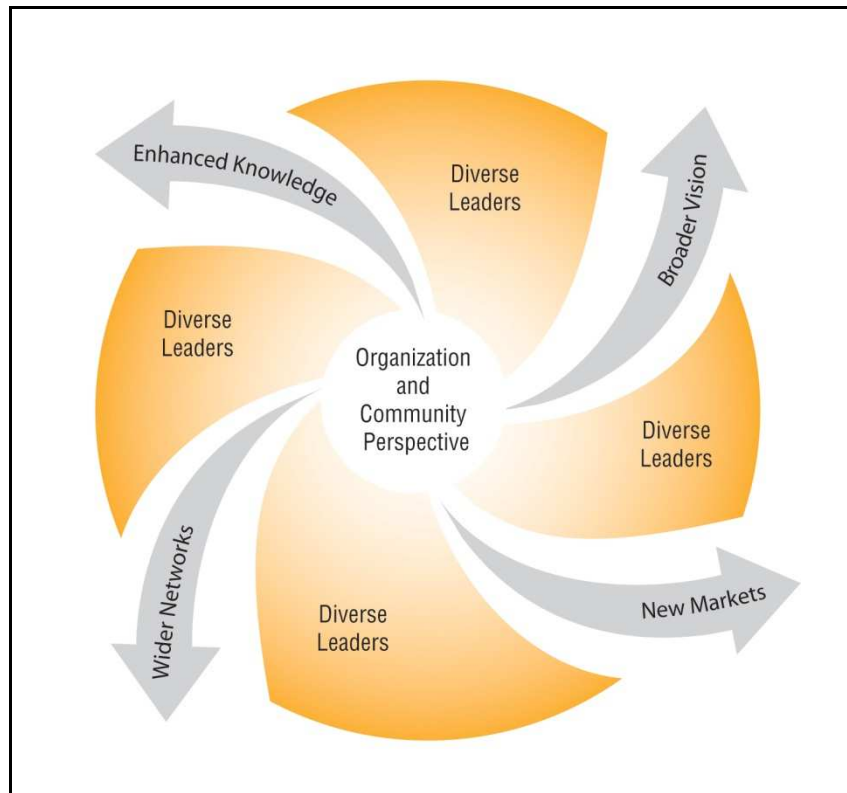 Enhanced Knowledge
Diverse
Leaders
Broader Vision
Diverse
Leaders
Organization
and
Community
Perspective
Diverse
Leaders
Wider Networks
Diverse
Leaders
New Markets